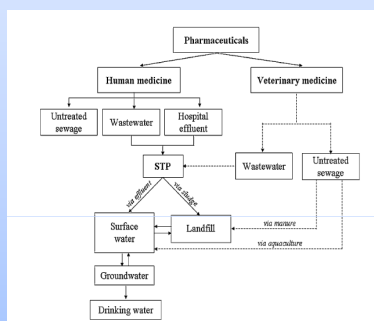 Pharmaceuticals
Human medicine
Veterinary medicine
Untreated
sewage
Wastewater
Hospital
effluent
STP
Wastewater
Untreated
sewage
via effluent
via sludge
Surface
water
Landfill
via manure
via aquaculture
Groundwater
Drinking water